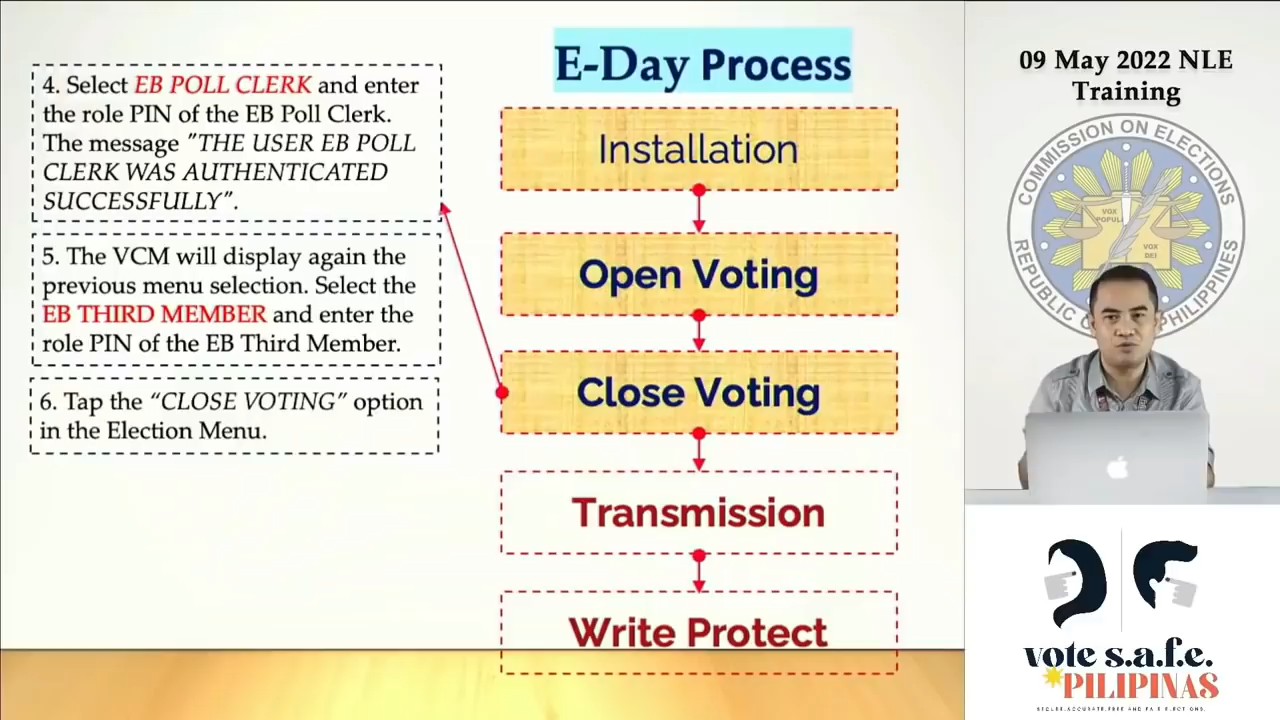 E-Day Process
4. Select EB POLL CLERK and enter
the role PIN of the EB Poll Clerk.
The message "THE USER EB POLL
CLERK WAS AUTHENTICATED
SUCCESSFULLY".
5. The VCM will display again the
previous menu selection. Select the
EB THIRD MEMBER and enter the
role PIN of the EB Third Member.
6. Tap the “CLOSE VOTING” option
in the Election Menu.
Installation
Open Voting
Close Voting
Transmission
Write Protect
09 May 2022 NLE
Training
COMMISSION ON ELECTIONS
VOX
POPULI
VOX
DEI
vote s.a.f.e.
PILIPINAS